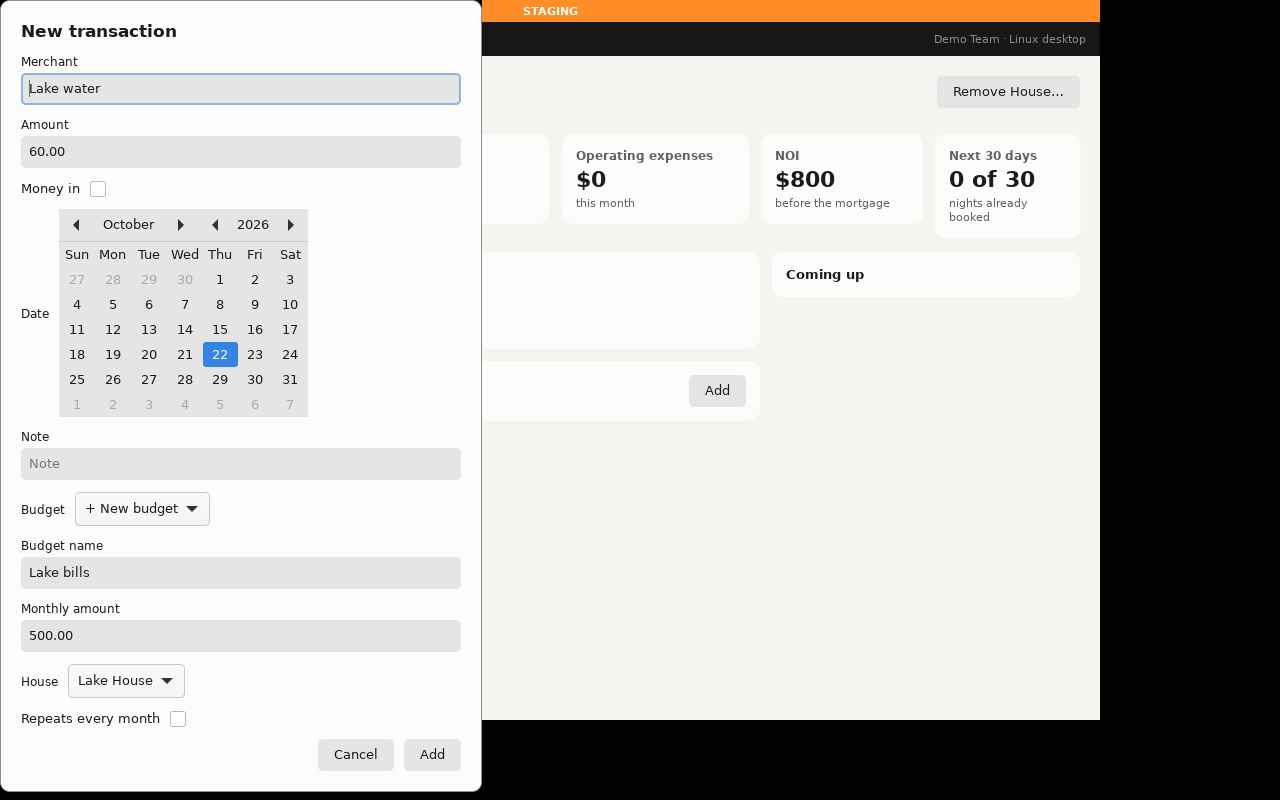 STAGING
Demo Team · Linux desktop
New transaction
Merchant
Lake water
Amount
60.00
Money in
October 2026
Sun Mon Tue Wed Thu Fri Sat
27 28 29 30 1 2 3
4 5 6 7 8 9 10
Date
11 12 13 14 15 16 17
18 19 20 21 22 23 24
25 26 27 28 29 30 31
1 2 3 4 5 6 7
Note
Note
Budget + New budget
Budget name
Lake bills
Monthly amount
500.00
House Lake House
Repeats every month
Cancel Add
Remove House...
Operating expenses
$0
this month
NOI
$800
before the mortgage
Next 30 days
0 of 30
nights already
booked
Coming up
Add